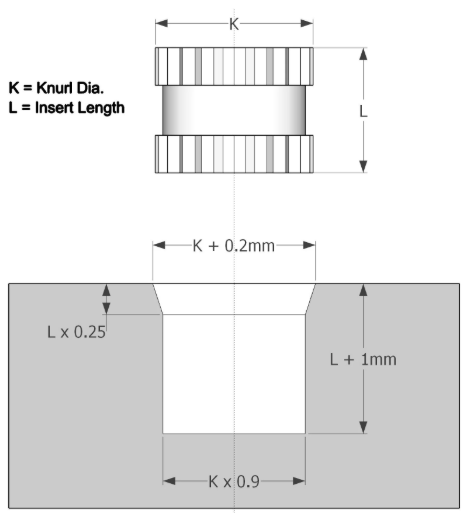 K
K = Knurl Dia.
L = Insert Length
L
K + 0.2mm
L x 0.25
L + 1mm
K x 0.9